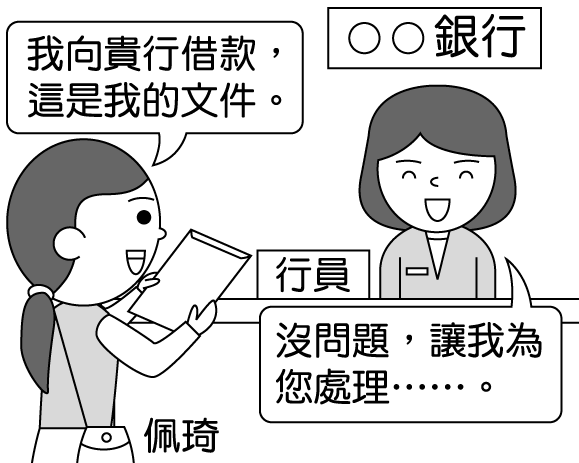 ○○銀行
我向貴行借款，
這是我的文件。
行員
沒問題，讓我為
您處理⋯⋯。
佩琦